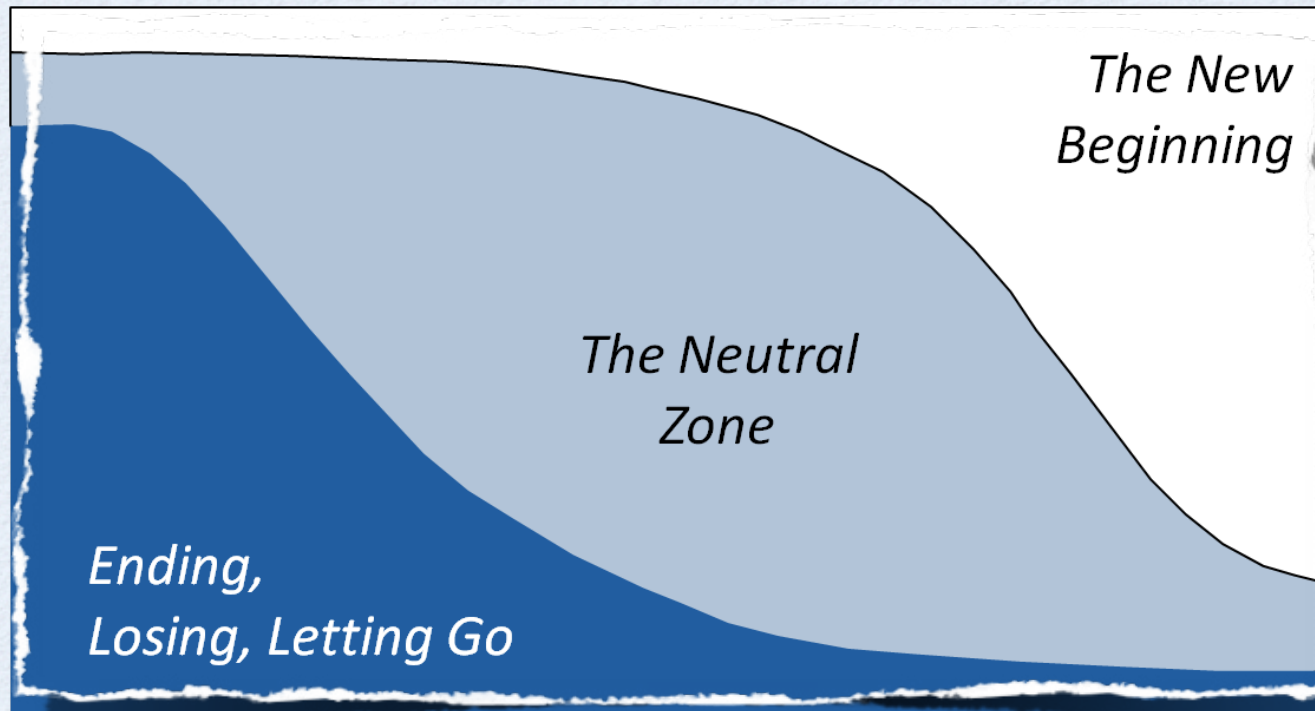 The New
Beginning
The Neutral
Zone
Ending,
Losing, Letting Go